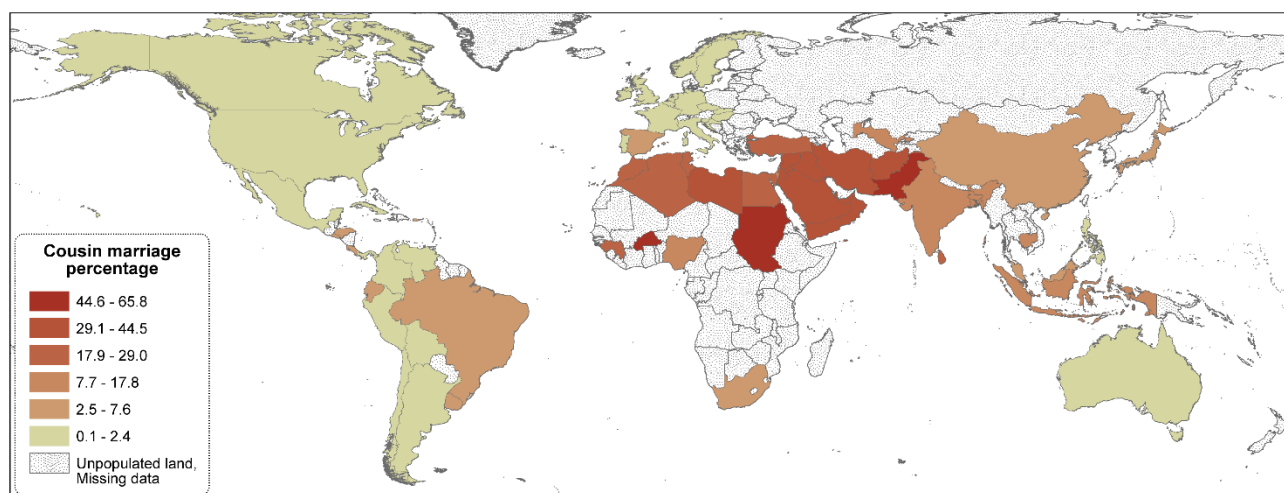 Cousin marriage
percentage
44.6 - 65.8
29.1 - 44.5
17.9 - 29.0
7.7 - 17.8
2.5 - 7.6
0.1 - 2.4
Unpopulated land,
Missing data